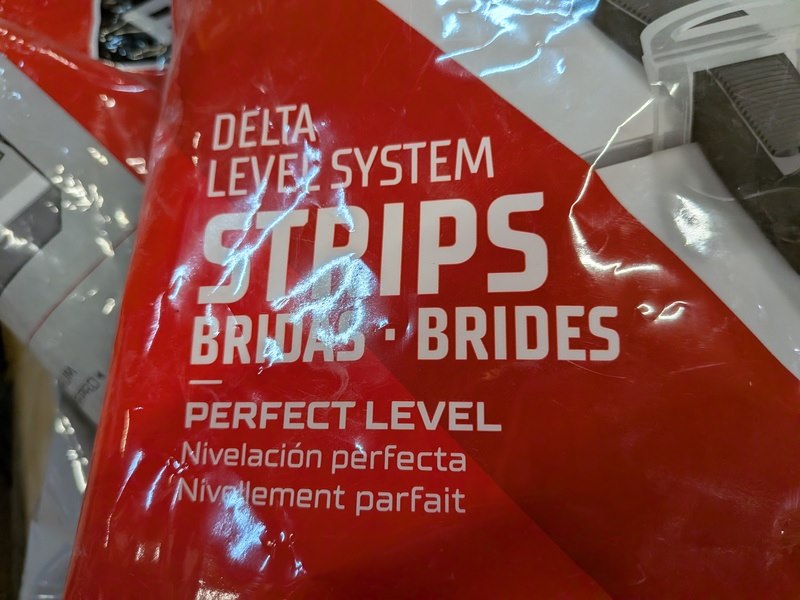 DELTA
LEVEL SYSTEM
STRIPS
BRIDAS · BRIDES
PERFECT LEVEL
Nivelación perfecta
Nivellement parfait